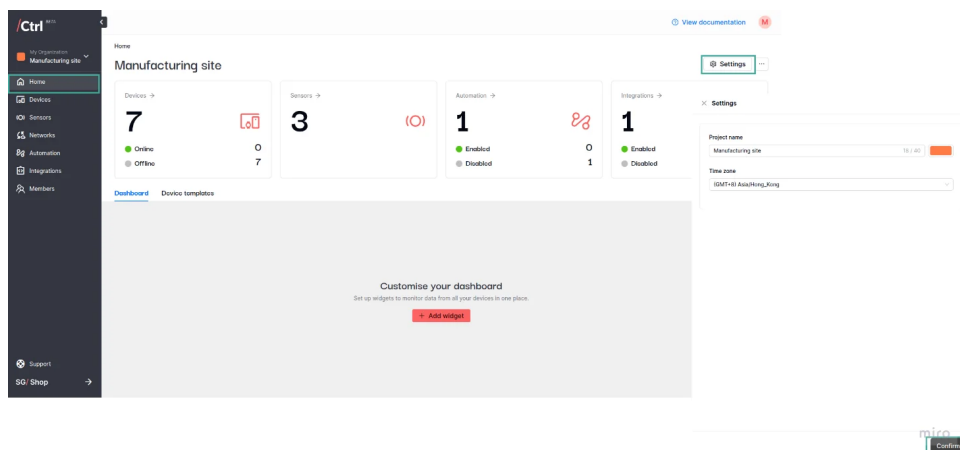 /Ctrl BETA
View documentation M
My Organization
Manufacturing site
Home
Devices
Sensors
Networks
Automation
Integrations
Members
Support
SG/ Shop
Home
Manufacturing site
Settings
Devices →
7
Online 0
Offline 7
Sensors →
3
Automation →
1
Enabled 0
Disabled 1
Integrations →
1
Enabled
Disabled
Dashboard Device templates
Customise your dashboard
Set up widgets to monitor data from all your devices in one place.
+ Add widget
Settings
Project name
Manufacturing site 18 / 40
Time zone
(GMT+8) Asia/Hong_Kong
miro
Confirm